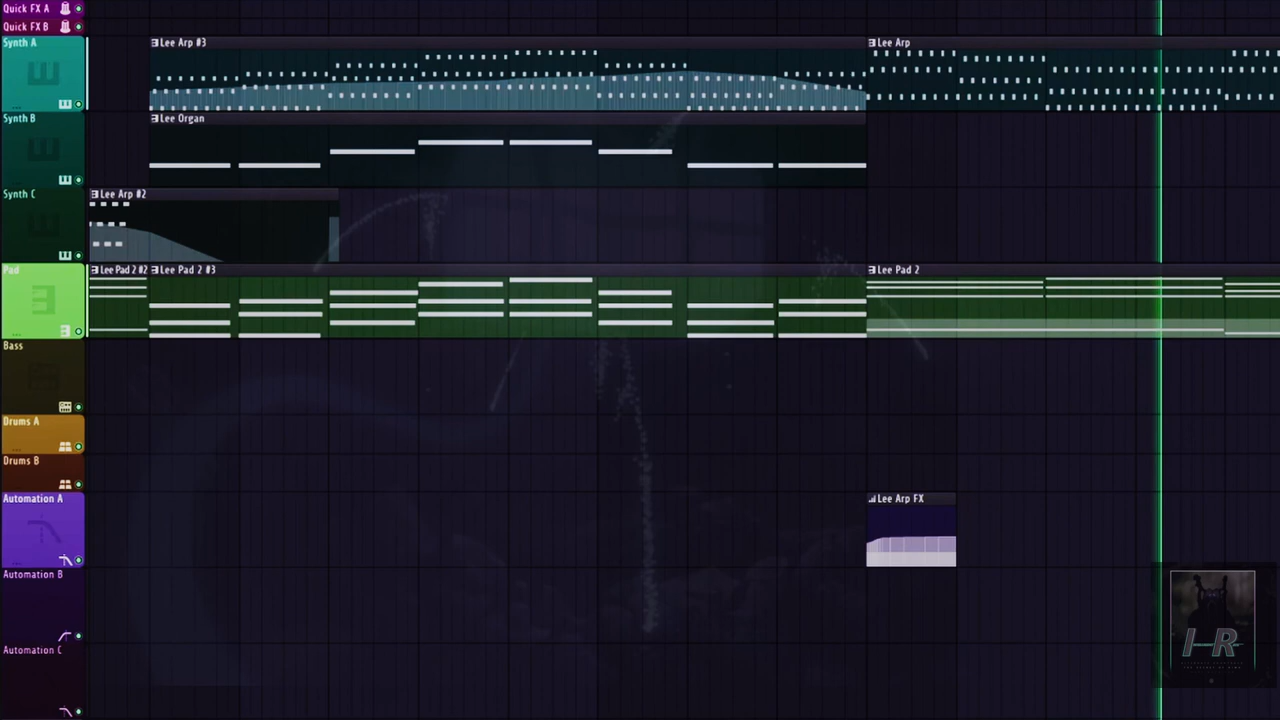 Quick FX A
Quick FX B
Synth A
Lee Arp #3
Lee Arp
Synth B
Lee Organ
Synth C
Lee Arp #2
Pad
Lee Pad 2 #2
Lee Pad 2 #3
Lee Pad 2
Bass
Drums A
Drums B
Automation A
Lee Arp FX
Automation B
Automation C
I-R